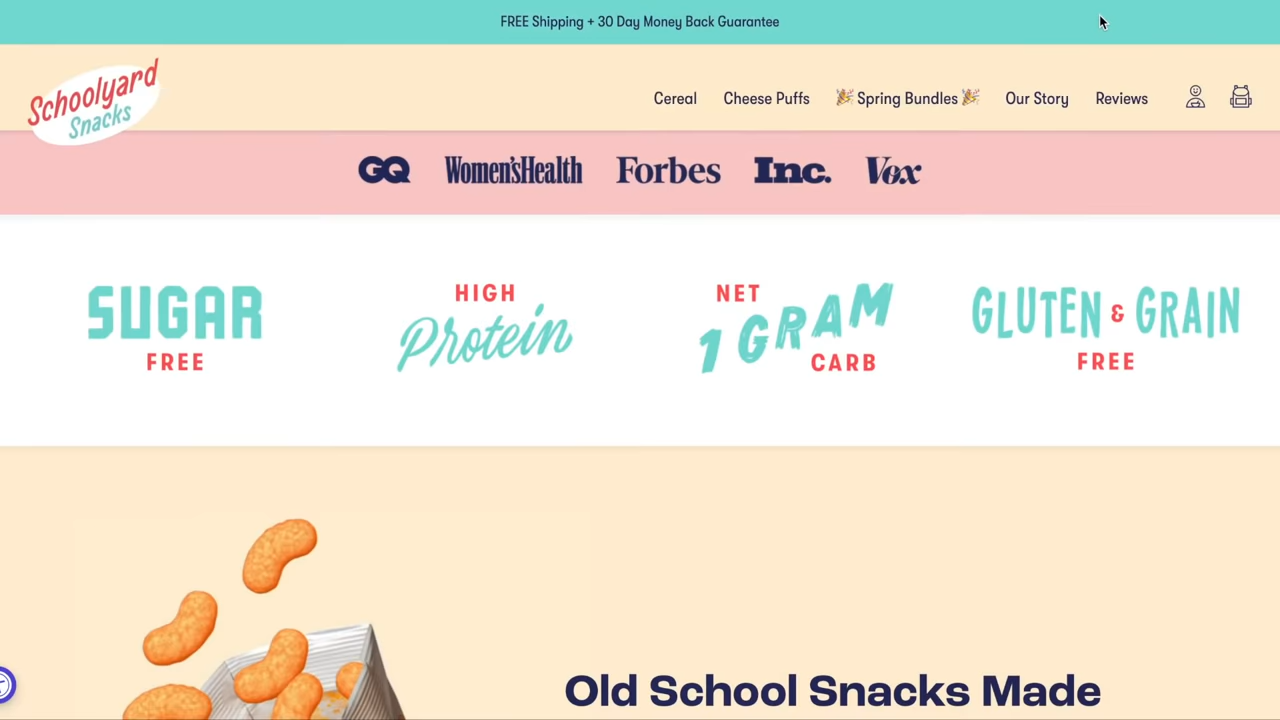 FREE Shipping + 30 Day Money Back Guarantee
Schoolyard
Snacks
Cereal
Cheese Puffs
🎉 Spring Bundles 🎉
Our Story
Reviews
GQ
Women'sHealth
Forbes
Inc.
Vox
SUGAR
FREE
HIGH
Protein
NET
1 GRAM
CARB
GLUTEN & GRAIN
FREE
Old School Snacks Made